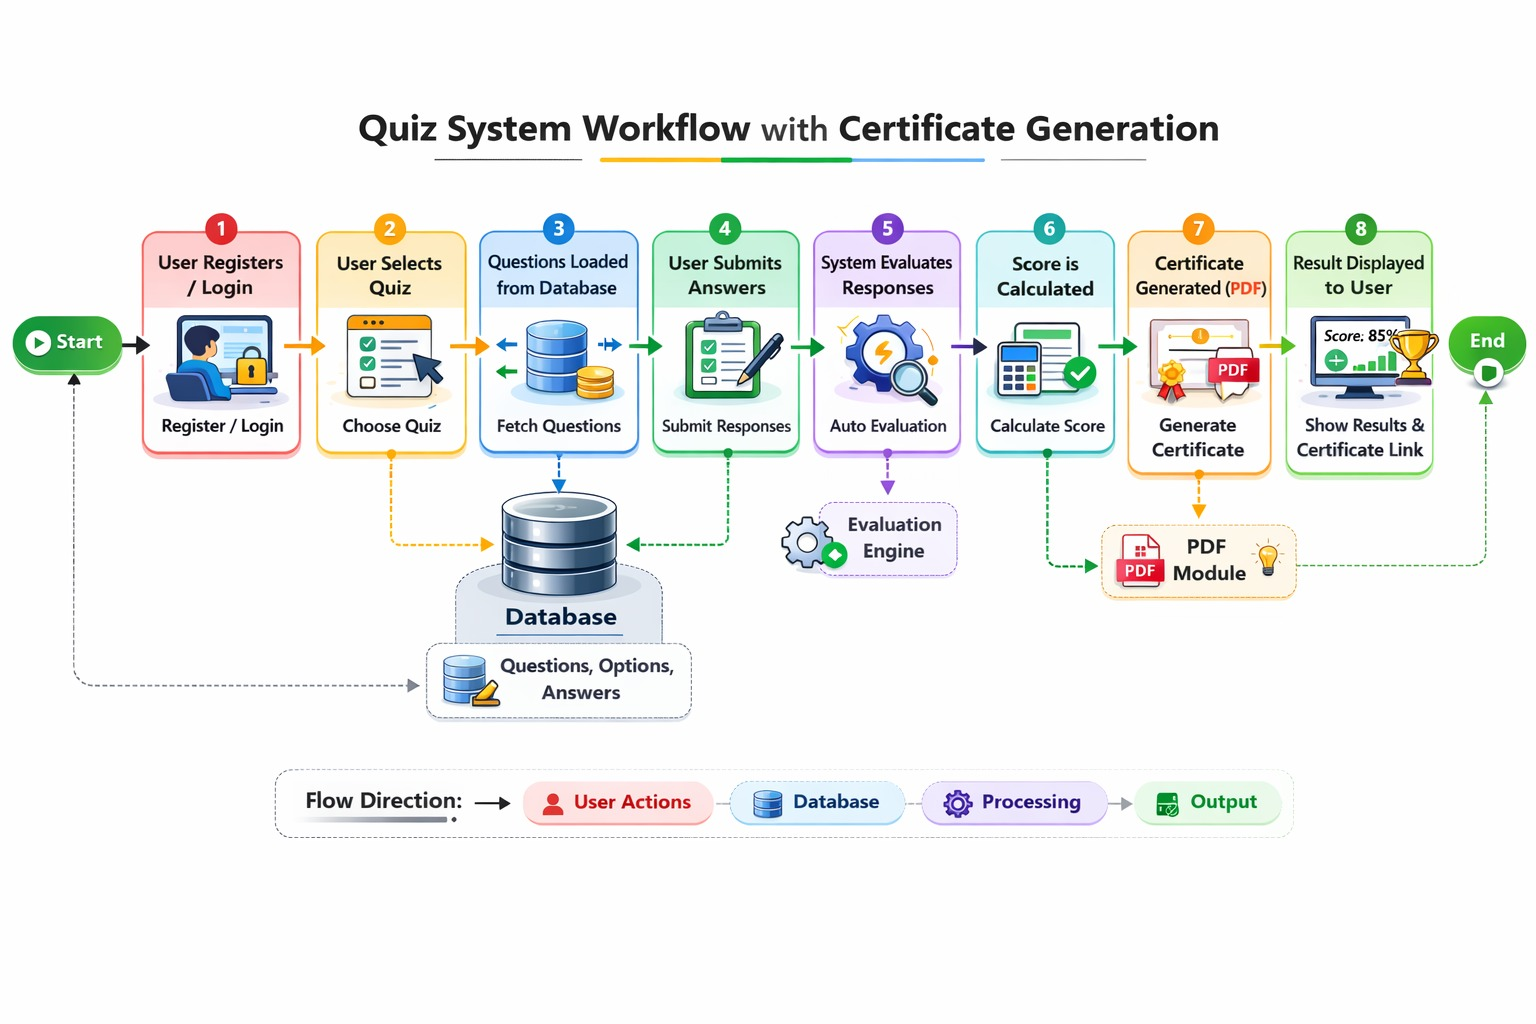 Quiz System Workflow with Certificate Generation
1
User Registers
/ Login
Register / Login
2
User Selects
Quiz
Choose Quiz
3
Questions Loaded
from Database
Fetch Questions
4
User Submits
Answers
Submit Responses
5
System Evaluates
Responses
Auto Evaluation
6
Score is
Calculated
Calculate Score
7
Certificate
Generated (PDF)
PDF
Generate
Certificate
8
Result Displayed
to User
Score: 85%
Show Results &
Certificate Link
Start
End
Database
Questions, Options,
Answers
Evaluation
Engine
PDF
PDF
Module
Flow Direction:
User Actions
Database
Processing
Output